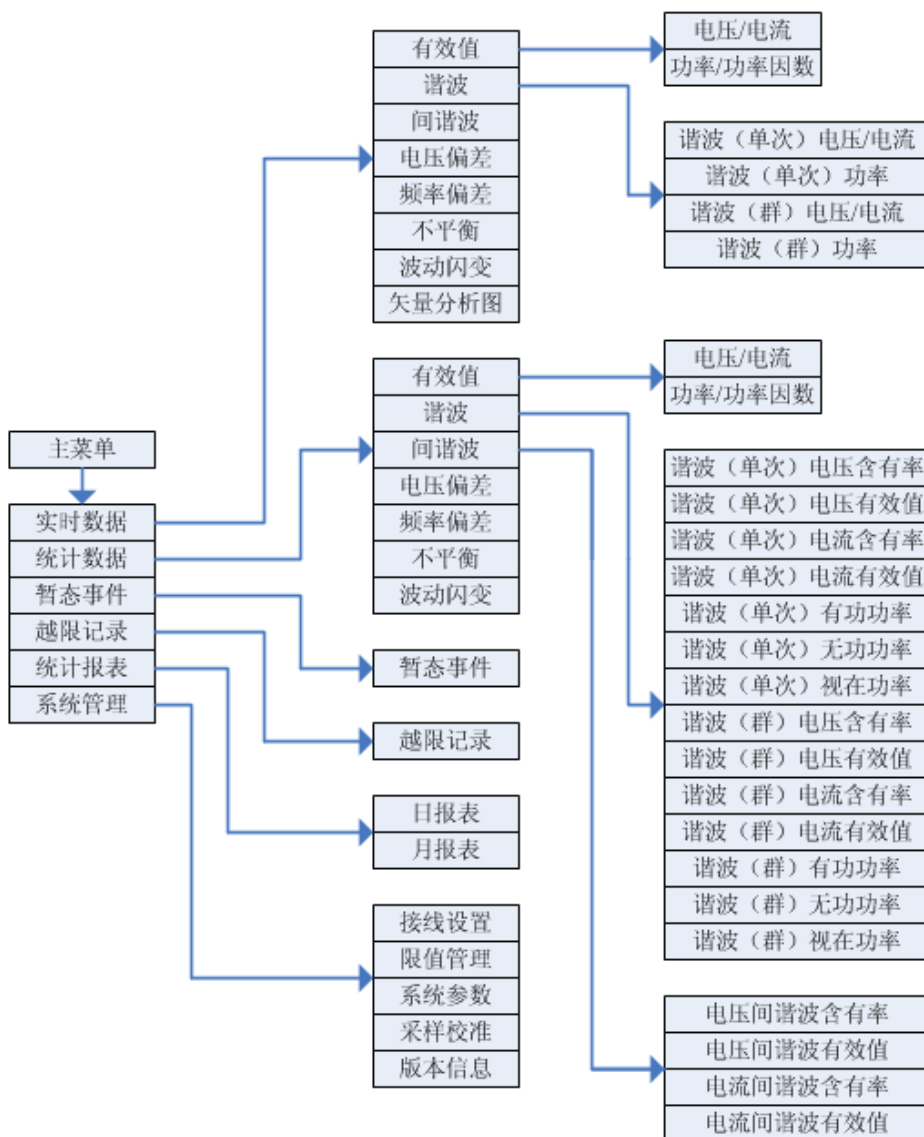 主菜单
实时数据
统计数据
暂态事件
越限记录
统计报表
系统管理
有效值
谐波
间谐波
电压偏差
频率偏差
不平衡
波动闪变
矢量分析图
电压/电流
功率/功率因数
谐波（单次）电压/电流
谐波（单次）功率
谐波（群）电压/电流
谐波（群）功率
有效值
谐波
间谐波
电压偏差
频率偏差
不平衡
波动闪变
电压/电流
功率/功率因数
谐波（单次）电压含有率
谐波（单次）电压有效值
谐波（单次）电流含有率
谐波（单次）电流有效值
谐波（单次）有功功率
谐波（单次）无功功率
谐波（单次）视在功率
谐波（群）电压含有率
谐波（群）电压有效值
谐波（群）电流含有率
谐波（群）电流有效值
谐波（群）有功功率
谐波（群）无功功率
谐波（群）视在功率
电压间谐波含有率
电压间谐波有效值
电流间谐波含有率
电流间谐波有效值
暂态事件
越限记录
日报表
月报表
接线设置
限值管理
系统参数
采样校准
版本信息